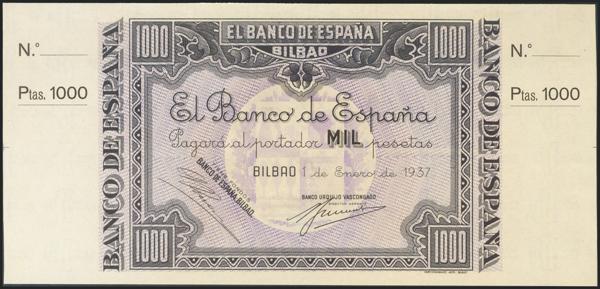 N.º
Ptas. 1000
BANCO DE ESPAÑA
1000
EL BANCO DE ESPAÑA
BILBAO
1000
El Banco de España
Pagará al portador MIL pesetas
BILBAO 1 de Enero de 1937
BANCO DE ESPAÑA, BILBAO
BANCO URQUIJO VASCONGADO
1000
1000
BANCO DE ESPAÑA
N.º
Ptas. 1000